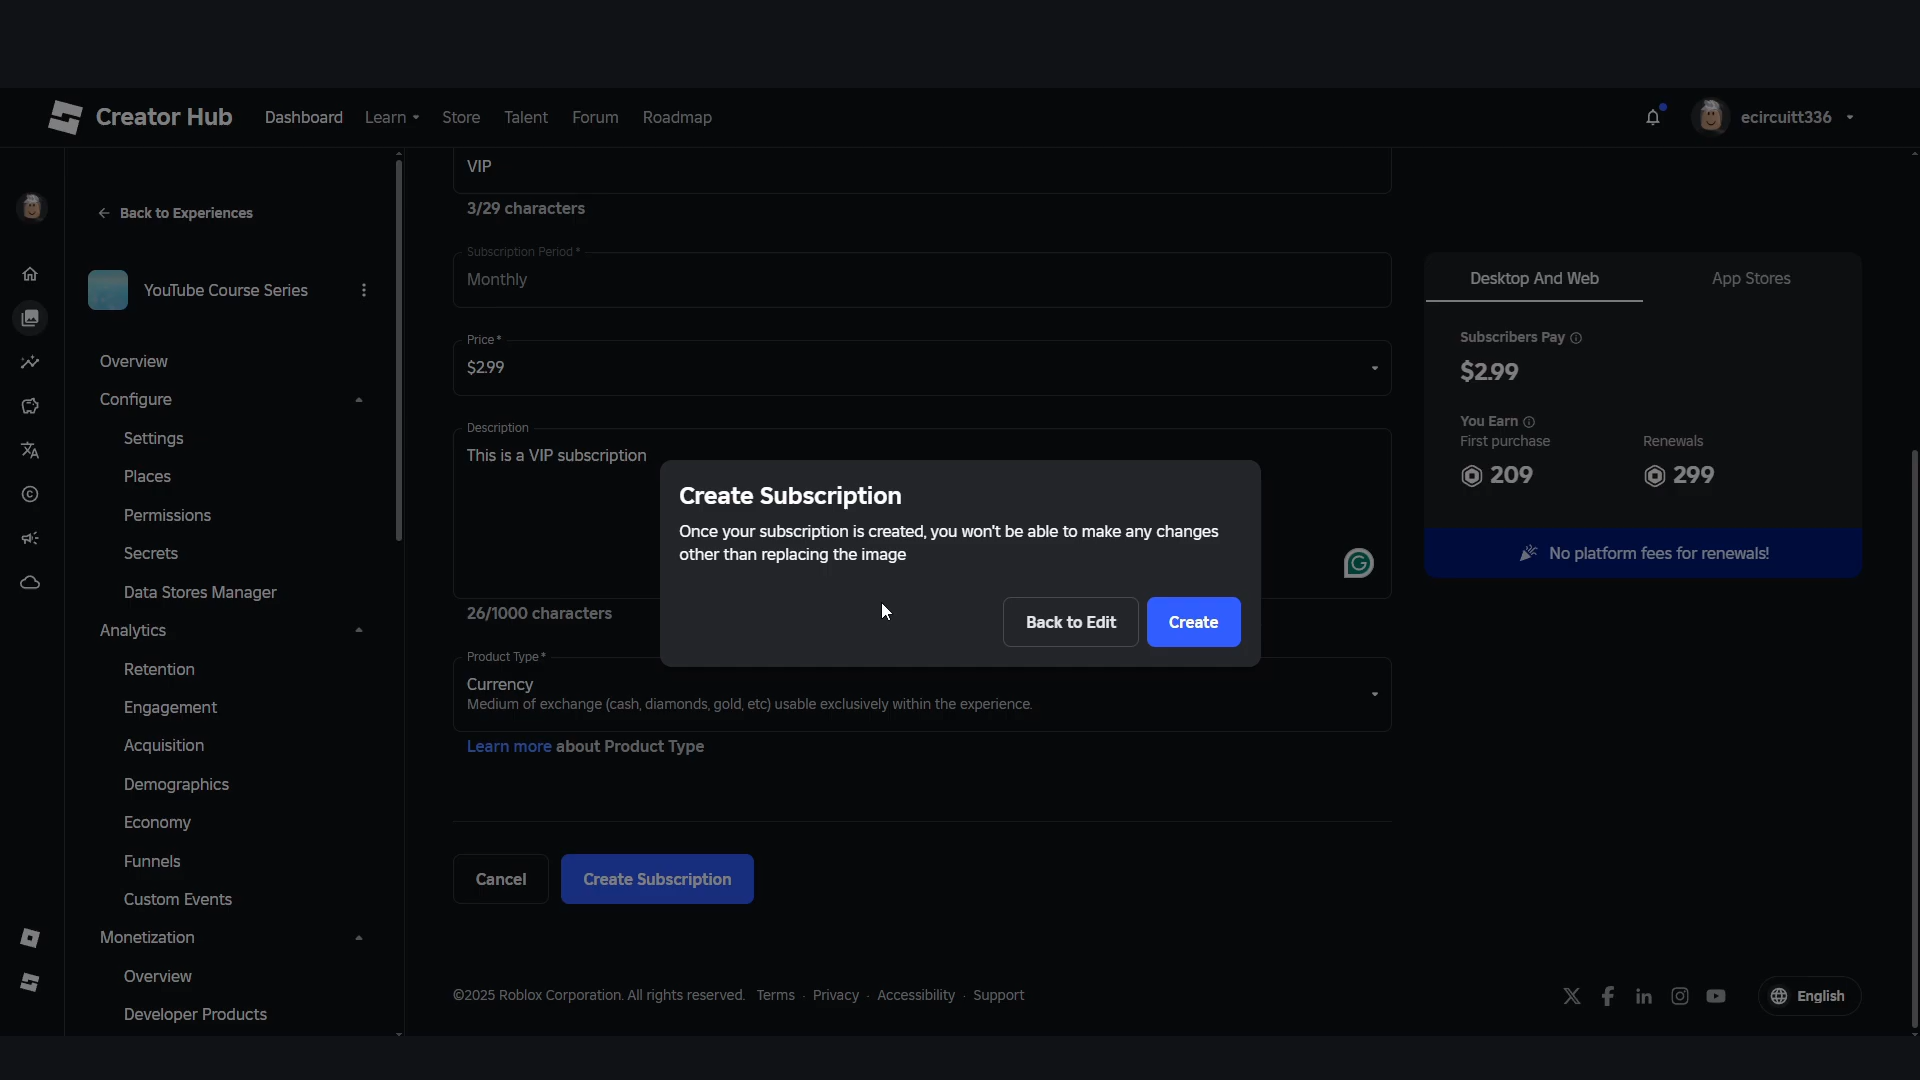 Creator Hub
Dashboard
Learn
Store
Talent
Forum
Roadmap
ecircuitt336
Back to Experiences
YouTube Course Series
Overview
Configure
Settings
Places
Permissions
Secrets
Data Stores Manager
Analytics
Retention
Engagement
Acquisition
Demographics
Economy
Funnels
Custom Events
Monetization
Overview
Developer Products
VIP
3/29 characters
Subscription Period*
Monthly
Price*
$2.99
Description
This is a VIP subscription
26/1000 characters
Product Type*
Currency
Medium of exchange (cash, diamonds, gold, etc) usable exclusively within the experience.
Learn more about Product Type
Cancel
Create Subscription
Create Subscription
Once your subscription is created, you won't be able to make any changes
other than replacing the image
Back to Edit
Create
Desktop And Web
App Stores
Subscribers Pay
$2.99
You Earn
First purchase
Renewals
209
299
No platform fees for renewals!
©2025 Roblox Corporation. All rights reserved. Terms · Privacy · Accessibility · Support
English